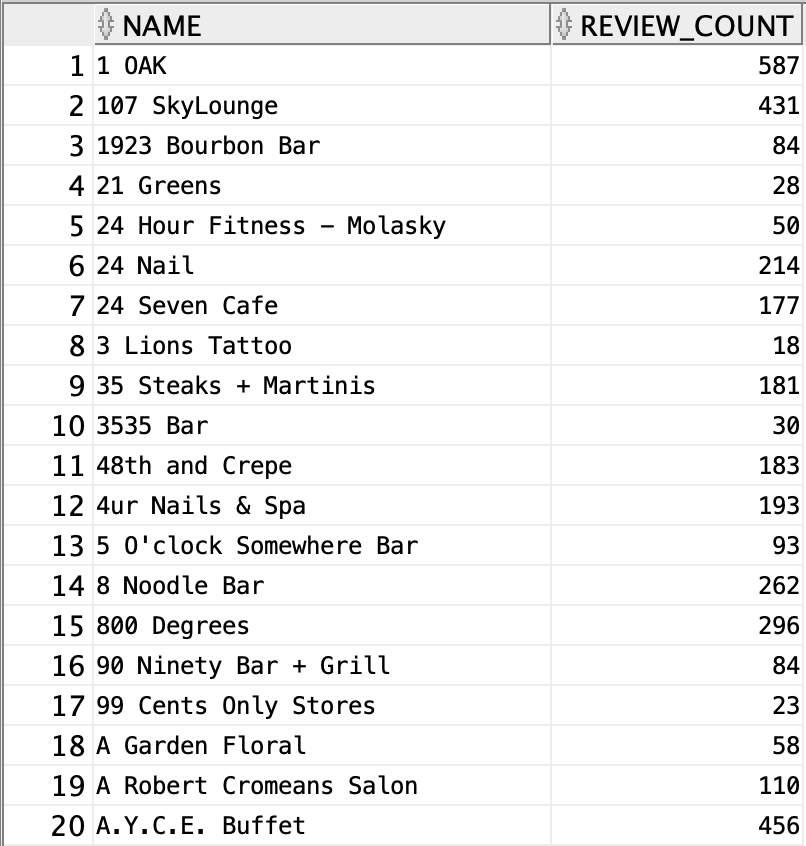 NAME REVIEW_COUNT
1 1 OAK 587
2 107 SkyLounge 431
3 1923 Bourbon Bar 84
4 21 Greens 28
5 24 Hour Fitness – Molasky 50
6 24 Nail 214
7 24 Seven Cafe 177
8 3 Lions Tattoo 18
9 35 Steaks + Martinis 181
10 3535 Bar 30
11 48th and Crepe 183
12 4ur Nails & Spa 193
13 5 O'clock Somewhere Bar 93
14 8 Noodle Bar 262
15 800 Degrees 296
16 90 Ninety Bar + Grill 84
17 99 Cents Only Stores 23
18 A Garden Floral 58
19 A Robert Cromeans Salon 110
20 A.Y.C.E. Buffet 456